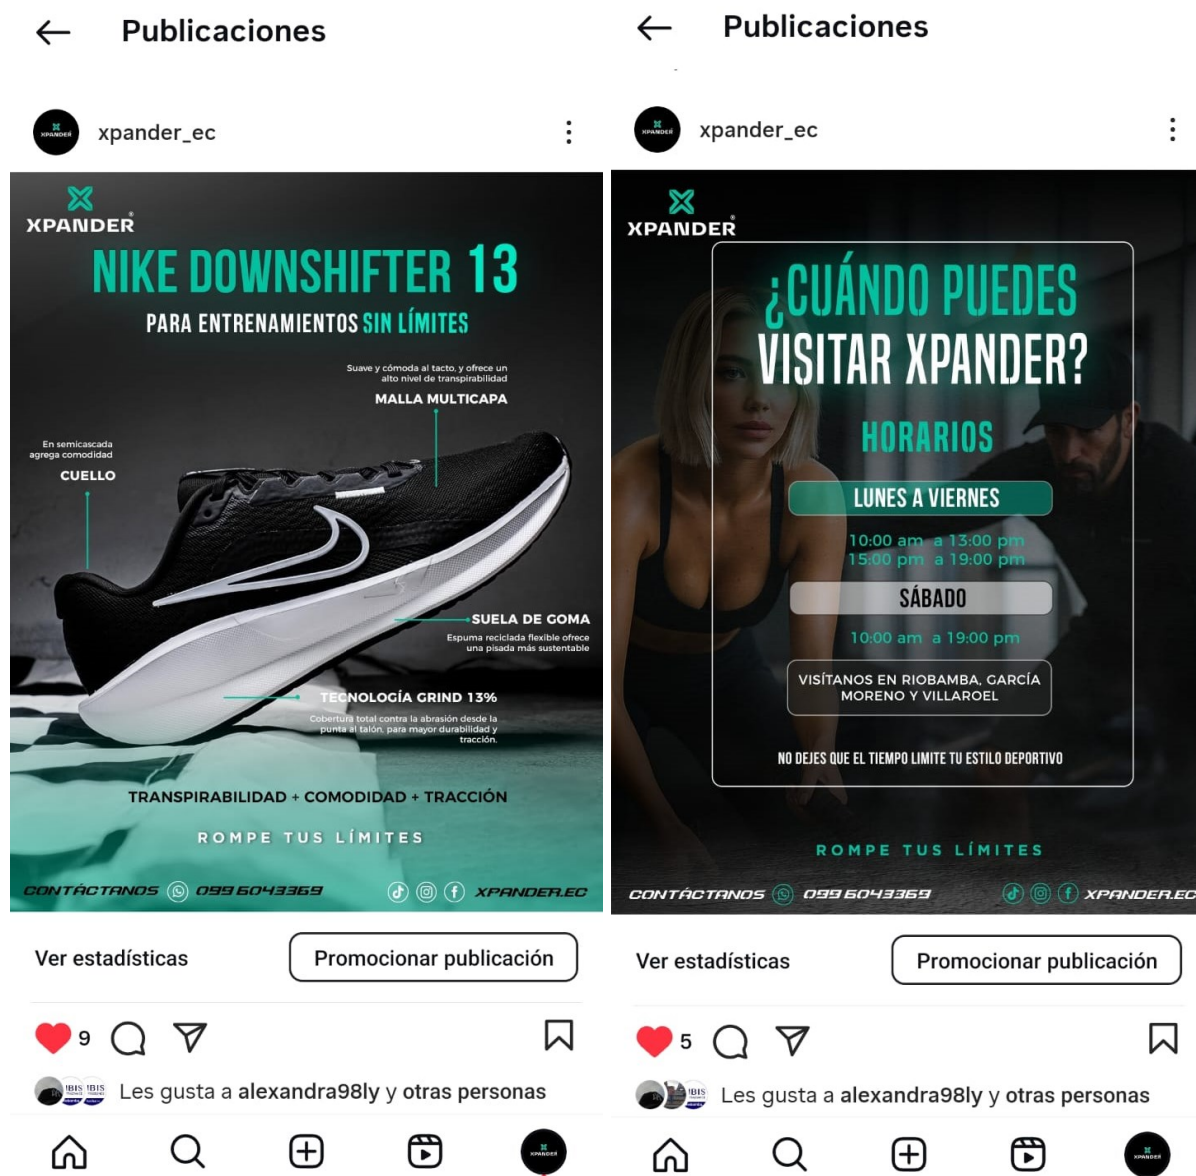 Publicaciones
xpander_ec
XPANDER®
NIKE DOWNSHIFTER 13
PARA ENTRENAMIENTOS SIN LÍMITES
Suave y cómoda al tacto, y ofrece un
alto nivel de transpirabilidad
MALLA MULTICAPA
En semicascada
agrega comodidad
CUELLO
SUELA DE GOMA
Espuma reciclada flexible ofrece
una pisada más sustentable
TECNOLOGÍA GRIND 13%
Cobertura total contra la abrasión desde la
punta al talón, para mayor durabilidad y
tracción.
TRANSPIRABILIDAD + COMODIDAD + TRACCIÓN
ROMPE TUS LÍMITES
CONTÁCTANOS 099 6043369 XPANDER.EC
Ver estadísticas Promocionar publicación
9
Les gusta a alexandra98ly y otras personas
XPANDER
Publicaciones
xpander_ec
XPANDER®
¿CUÁNDO PUEDES
VISITAR XPANDER?
HORARIOS
LUNES A VIERNES
10:00 am a 13:00 pm
15:00 pm a 19:00 pm
SÁBADO
10:00 am a 19:00 pm
VISÍTANOS EN RIOBAMBA, GARCÍA
MORENO Y VILLAROEL
NO DEJES QUE EL TIEMPO LIMITE TU ESTILO DEPORTIVO
ROMPE TUS LÍMITES
CONTÁCTANOS 099 6043369 XPANDER.EC
Ver estadísticas Promocionar publicación
5
Les gusta a alexandra98ly y otras personas
XPANDER